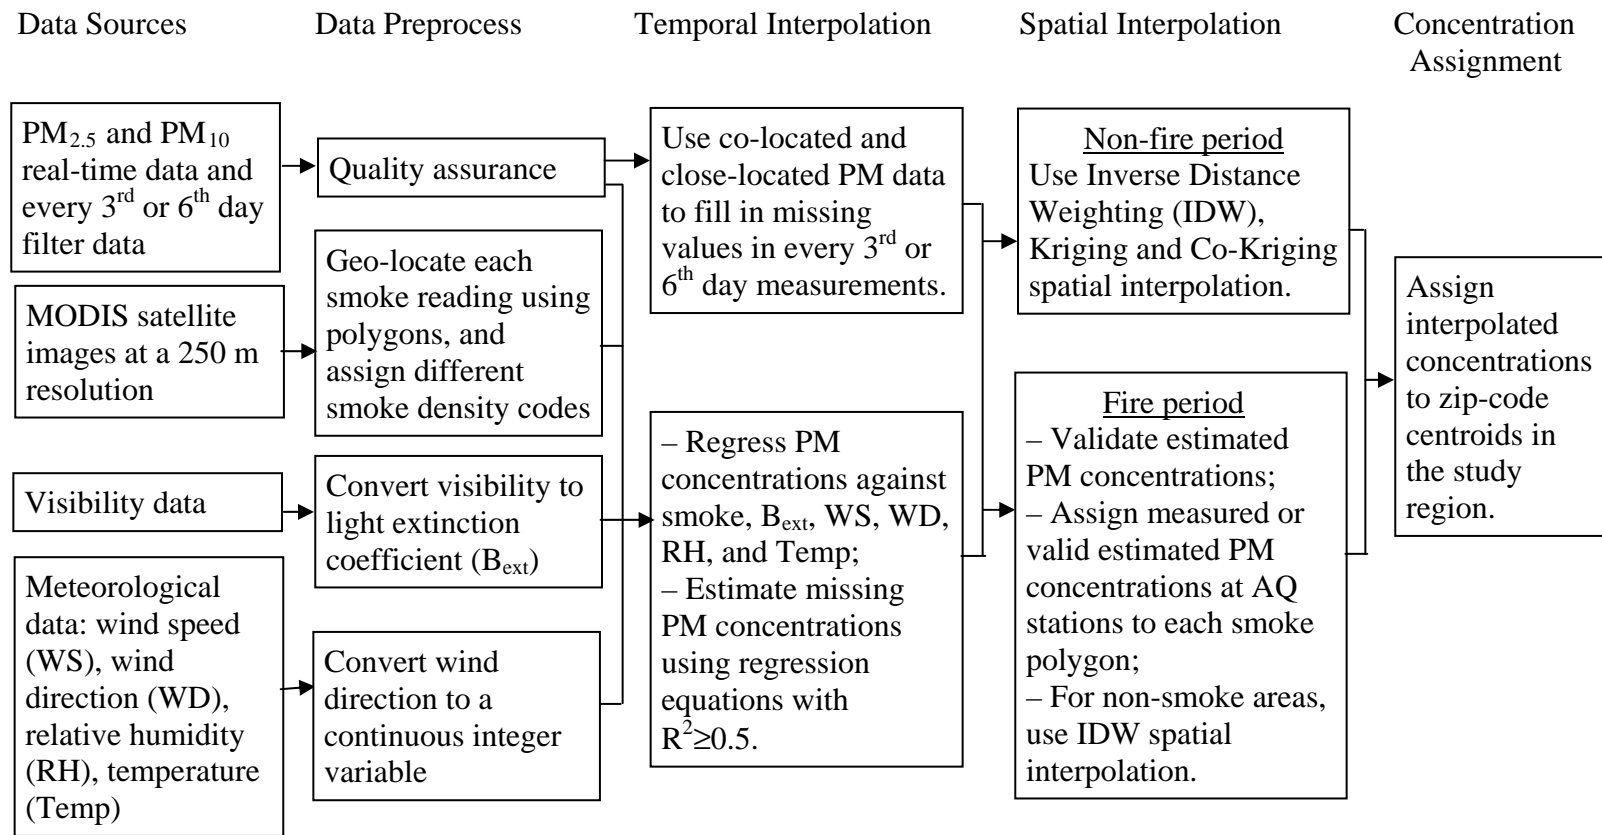 Data Sources
Data Preprocess
Temporal Interpolation
Spatial Interpolation
Concentration
Assignment
PM2.5 and PM10
real-time data and
every 3rd or 6th day
filter data
MODIS satellite
images at a 250 m
resolution
Visibility data
Meteorological
data: wind speed
(WS), wind
direction (WD),
relative humidity
(RH), temperature
(Temp)
Quality assurance
Geo-locate each
smoke reading using
polygons, and
assign different
smoke density codes
Convert visibility to
light extinction
coefficient (Bext)
Convert wind
direction to a
continuous integer
variable
Use co-located and
close-located PM data
to fill in missing
values in every 3rd or
6th day measurements.
– Regress PM
concentrations against
smoke, Bext, WS, WD,
RH, and Temp;
– Estimate missing
PM concentrations
using regression
equations with
R²≥0.5.
Non-fire period
Use Inverse Distance
Weighting (IDW),
Kriging and Co-Kriging
spatial interpolation.
Fire period
– Validate estimated
PM concentrations;
– Assign measured or
valid estimated PM
concentrations at AQ
stations to each smoke
polygon;
– For non-smoke areas,
use IDW spatial
interpolation.
Assign
interpolated
concentrations
to zip-code
centroids in
the study
region.